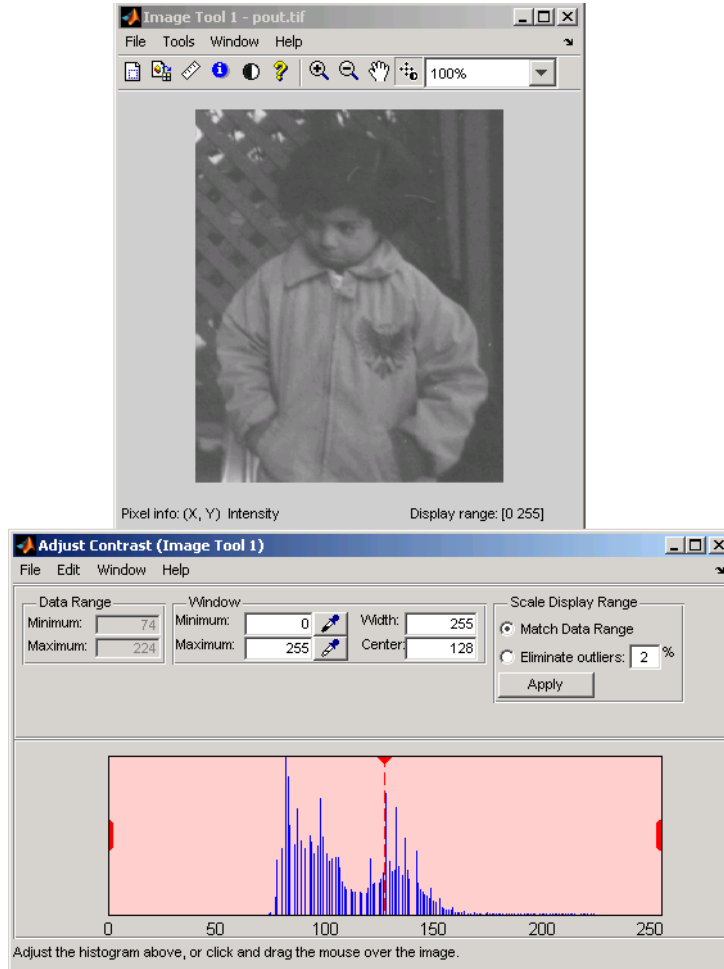 Image Tool 1 - pout.tif
File Tools Window Help
100%
Pixel info: (X, Y) Intensity Display range: [0 255]
Adjust Contrast (Image Tool 1)
File Edit Window Help
Data Range Window Scale Display Range
Minimum: 74 Minimum: 0 Width: 255 Match Data Range
Maximum: 224 Maximum: 255 Center: 128 Eliminate outliers: 2 %
Apply
0 50 100 150 200 250
Adjust the histogram above, or click and drag the mouse over the image.